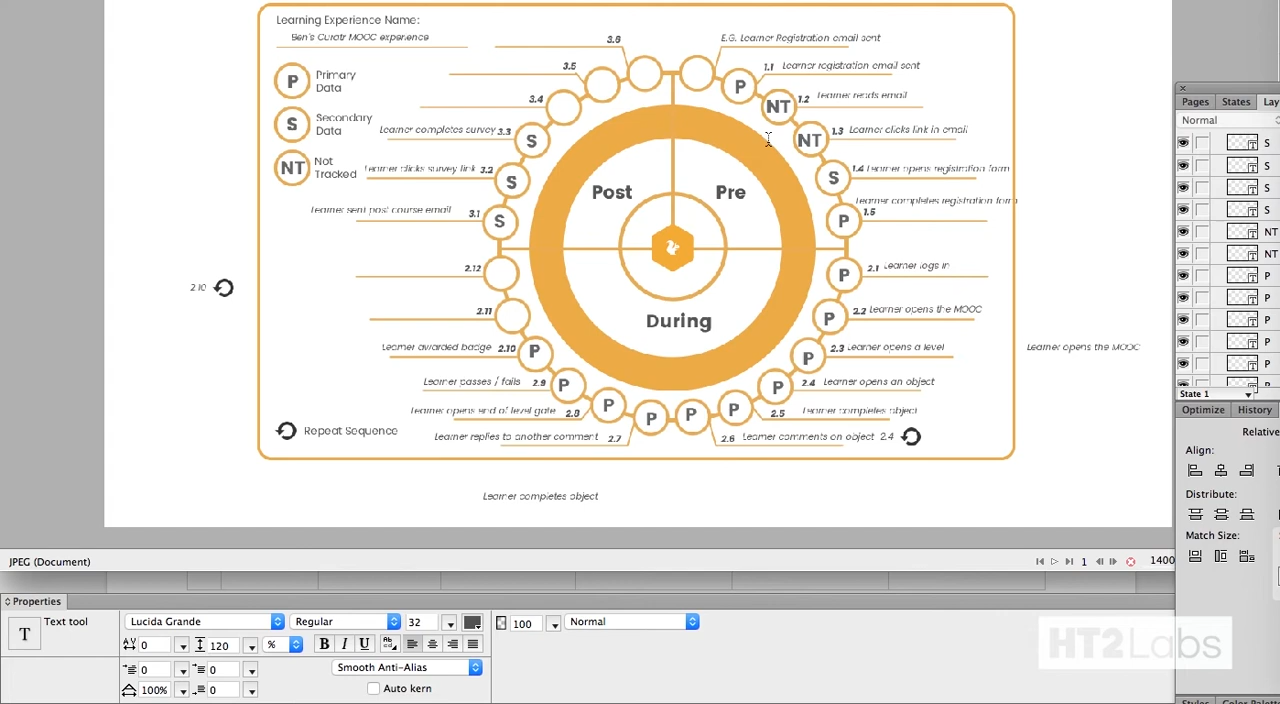 Learning Experience Name:
Ben's Curatr MOOC experience
P Primary Data
S Secondary Data
NT Not Tracked
E.G. Learner Registration email sent
P 1.1 Learner registration email sent
NT 1.2 Learner reads email
NT 1.3 Learner clicks link in email
S 1.4 Learner opens registration form
P 1.5 Learner completes registration form
P 2.1 Learner logs in
P 2.2 Learner opens the MOOC
P 2.3 Learner opens a level
P 2.4 Learner opens an object
P 2.5 Learner completes object
P 2.6 Learner comments on object 2.4
P 2.7 Learner replies to another comment
P 2.8 Learner opens end of level gate
P 2.9 Learner passes / fails
P 2.10 Learner awarded badge
2.11
2.12
S 3.1 Learner sent post course email
S 3.2 Learner clicks survey link
S 3.3 Learner completes survey
3.4
3.5
3.6
Post
Pre
During
Repeat Sequence
2.10
Learner opens the MOOC
Learner completes object
Pages States Lay
Normal
S
S
S
S
NT
NT
P
P
P
P
P
P
State 1
Optimize History
Relative
Align:
Distribute:
Match Size:
JPEG (Document)
1
1400
Properties
T Text tool
Lucida Grande Regular 32
0 120 % B I U
0 0
100% 0
Smooth Anti-Alias
Auto kern
100 Normal
HT2Labs